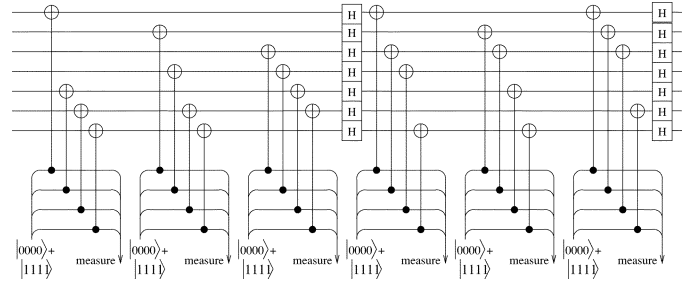 H H
H H
H H
H H
H H
H H
H H
|0000⟩+ |0000⟩+ |0000⟩+ |0000⟩+ |0000⟩+ |0000⟩+
|1111⟩ measure |1111⟩ measure |1111⟩ measure |1111⟩ measure |1111⟩ measure |1111⟩ measure